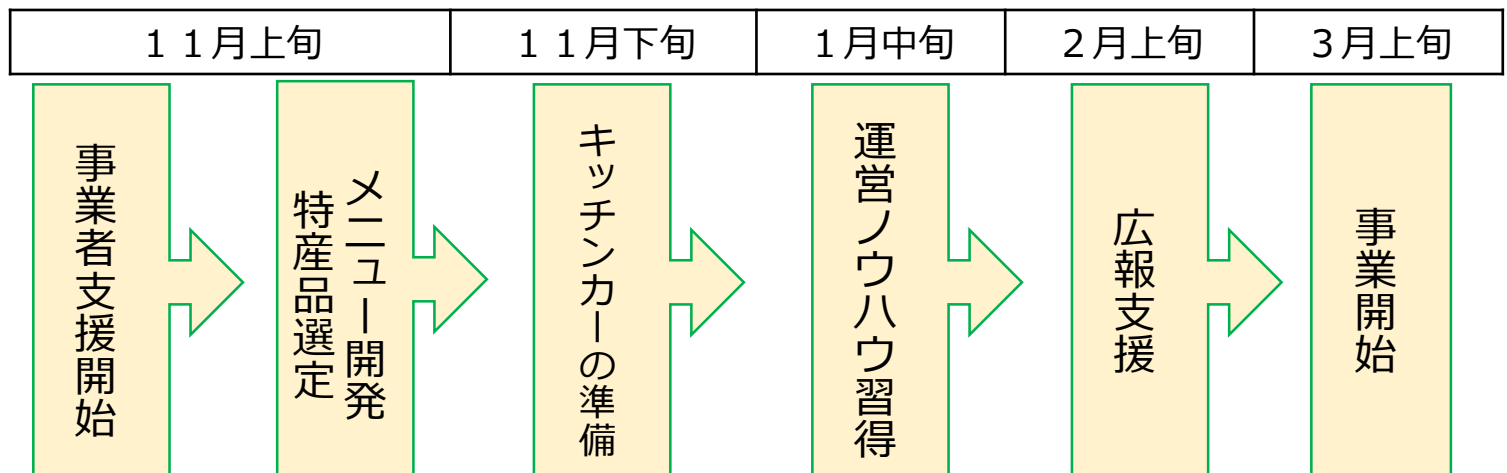 １１月上旬
１１月下旬
１月中旬
２月上旬
３月上旬
事業者支援開始
メニュー開発
特産品選定
キッチンカーの準備
運営ノウハウ習得
広報支援
事業開始